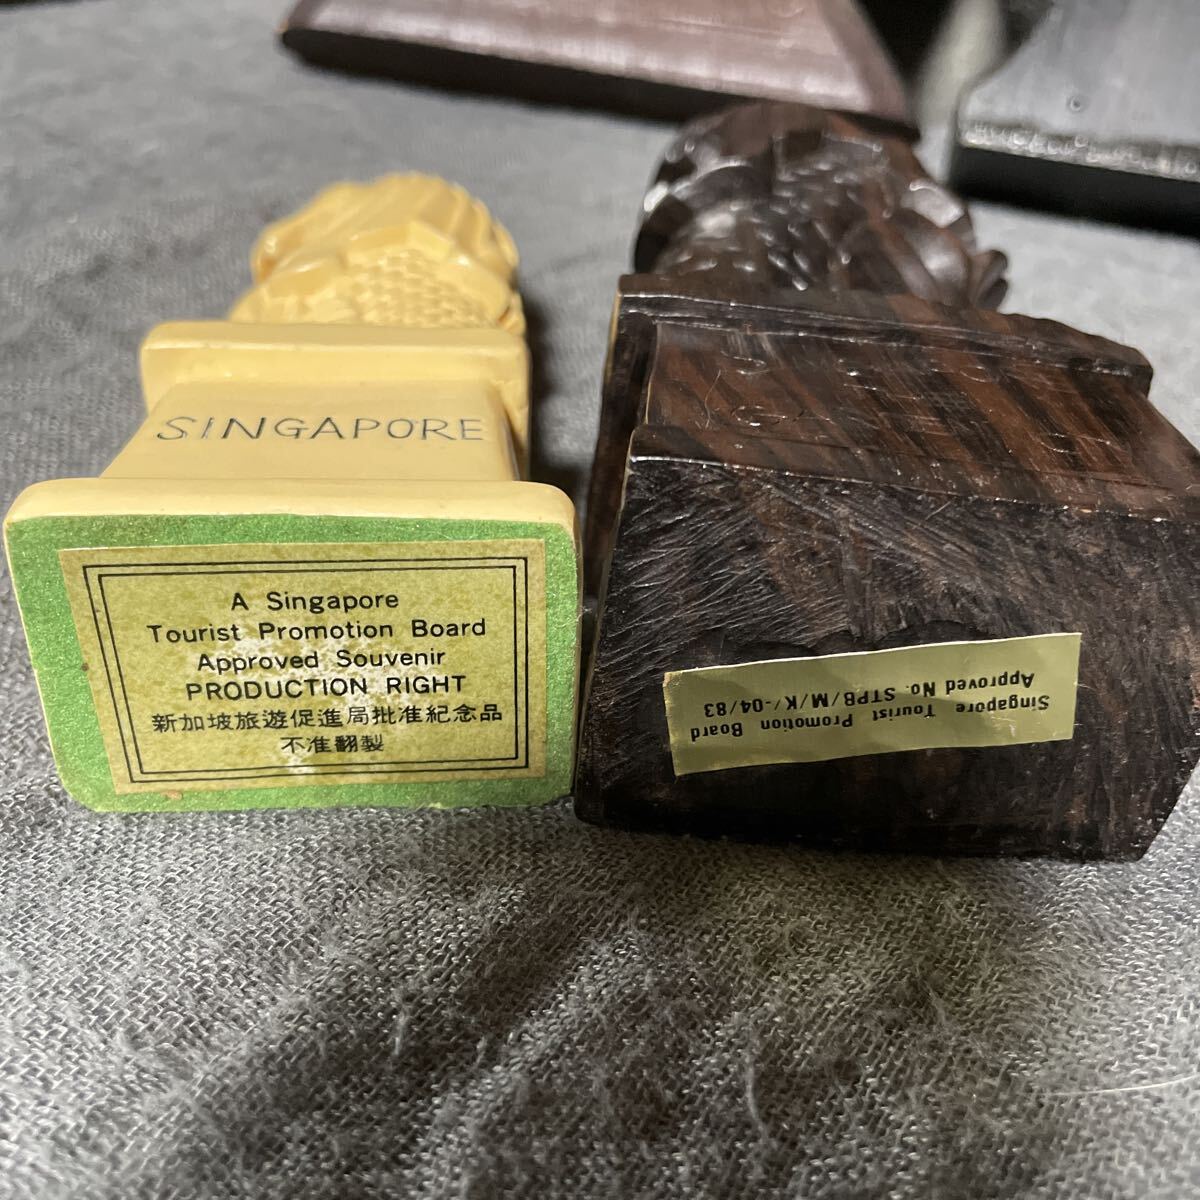 SINGAPORE
A Singapore
Tourist Promotion Board
Approved Souvenir
PRODUCTION RIGHT
新加坡旅遊促進局批准紀念品
不准翻製
Singapore Tourist Promotion Board
Approved No. STPB/M/K/-04/83